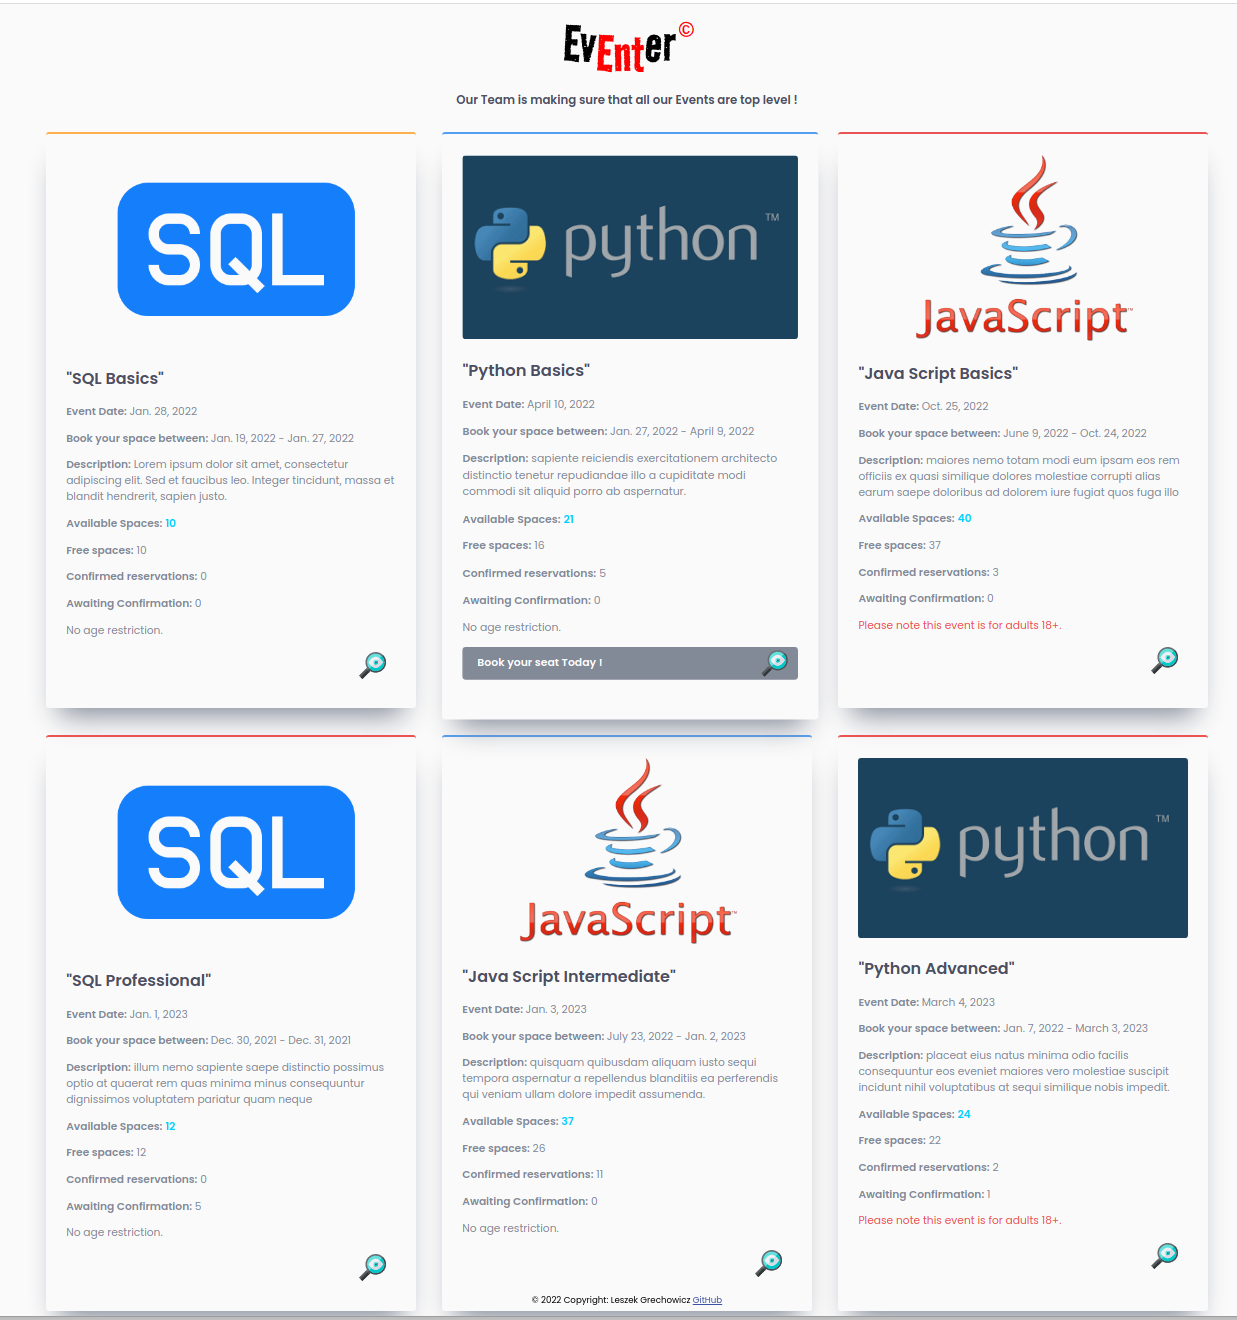 EvEnter©
Our Team is making sure that all our Events are top level !
SQL
"SQL Basics"
Event Date: Jan. 28, 2022
Book your space between: Jan. 19, 2022 - Jan. 27, 2022
Description: Lorem ipsum dolor sit amet, consectetur
adipiscing elit. Sed et faucibus leo. Integer tincidunt, massa et
blandit hendrerit, sapien justo.
Available Spaces: 10
Free spaces: 10
Confirmed reservations: 0
Awaiting Confirmation: 0
No age restriction.
python™
"Python Basics"
Event Date: April 10, 2022
Book your space between: Jan. 27, 2022 - April 9, 2022
Description: sapiente reiciendis exercitationem architecto
distinctio tenetur repudiandae illo a cupiditate modi
commodi sit aliquid porro ab aspernatur.
Available Spaces: 21
Free spaces: 16
Confirmed reservations: 5
Awaiting Confirmation: 0
No age restriction.
Book your seat Today !
JavaScript™
"Java Script Basics"
Event Date: Oct. 25, 2022
Book your space between: June 9, 2022 - Oct. 24, 2022
Description: maiores nemo totam modi eum ipsam eos rem
officiis ex quasi similique dolores molestiae corrupti alias
earum saepe doloribus ad dolorem iure fugiat quos fuga illo
Available Spaces: 40
Free spaces: 37
Confirmed reservations: 3
Awaiting Confirmation: 0
Please note this event is for adults 18+.
SQL
"SQL Professional"
Event Date: Jan. 1, 2023
Book your space between: Dec. 30, 2021 - Dec. 31, 2021
Description: illum nemo sapiente saepe distinctio possimus
optio at quaerat rem quas minima minus consequuntur
dignissimos voluptatem pariatur quam neque
Available Spaces: 12
Free spaces: 12
Confirmed reservations: 0
Awaiting Confirmation: 5
No age restriction.
JavaScript™
"Java Script Intermediate"
Event Date: Jan. 3, 2023
Book your space between: July 23, 2022 - Jan. 2, 2023
Description: quisquam quibusdam aliquam iusto sequi
tempora aspernatur a repellendus blanditiis ea perferendis
qui veniam ullam dolore impedit assumenda.
Available Spaces: 37
Free spaces: 26
Confirmed reservations: 11
Awaiting Confirmation: 0
No age restriction.
python™
"Python Advanced"
Event Date: March 4, 2023
Book your space between: Jan. 7, 2022 - March 3, 2023
Description: placeat eius natus minima odio facilis
consequuntur eos eveniet maiores vero molestiae suscipit
incidunt nihil voluptatibus at sequi similique nobis impedit.
Available Spaces: 24
Free spaces: 22
Confirmed reservations: 2
Awaiting Confirmation: 1
Please note this event is for adults 18+.
© 2022 Copyright: Leszek Grechowicz GitHub